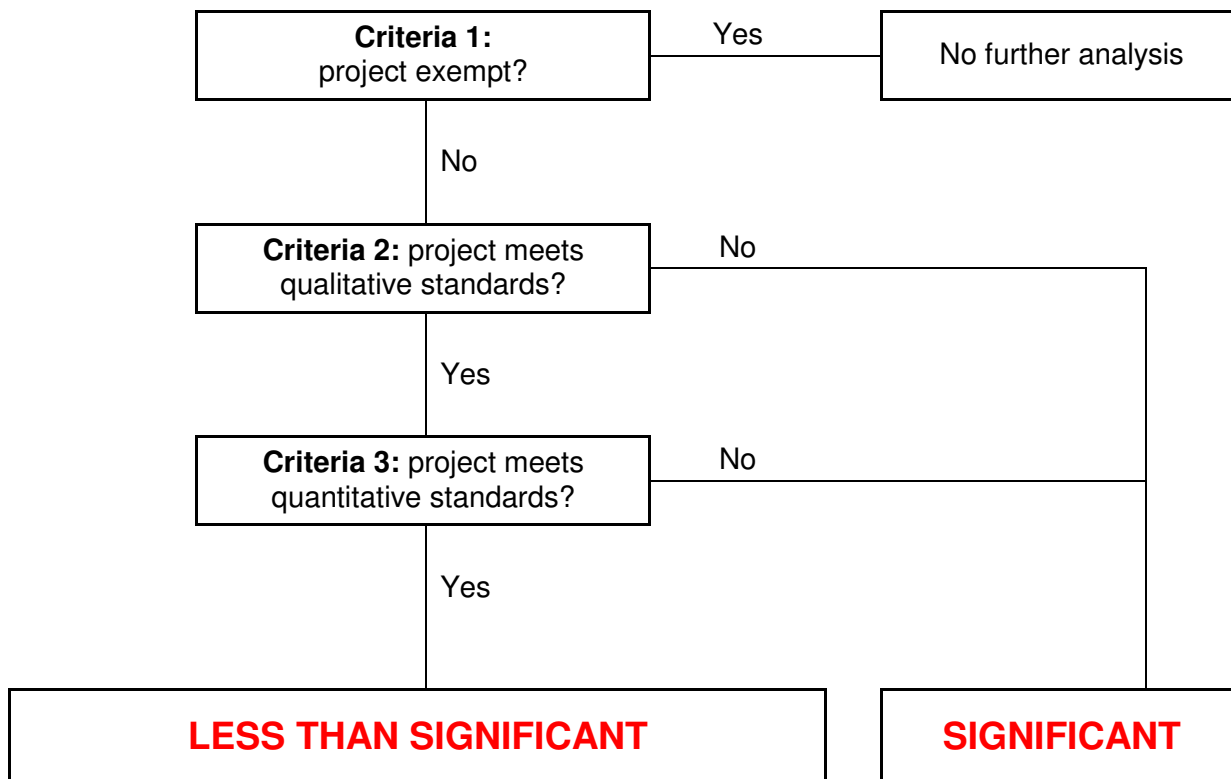 Criteria 1:
project exempt?
Yes
No further analysis
No
Criteria 2: project meets
qualitative standards?
No
Yes
Criteria 3: project meets
quantitative standards?
No
Yes
LESS THAN SIGNIFICANT
SIGNIFICANT